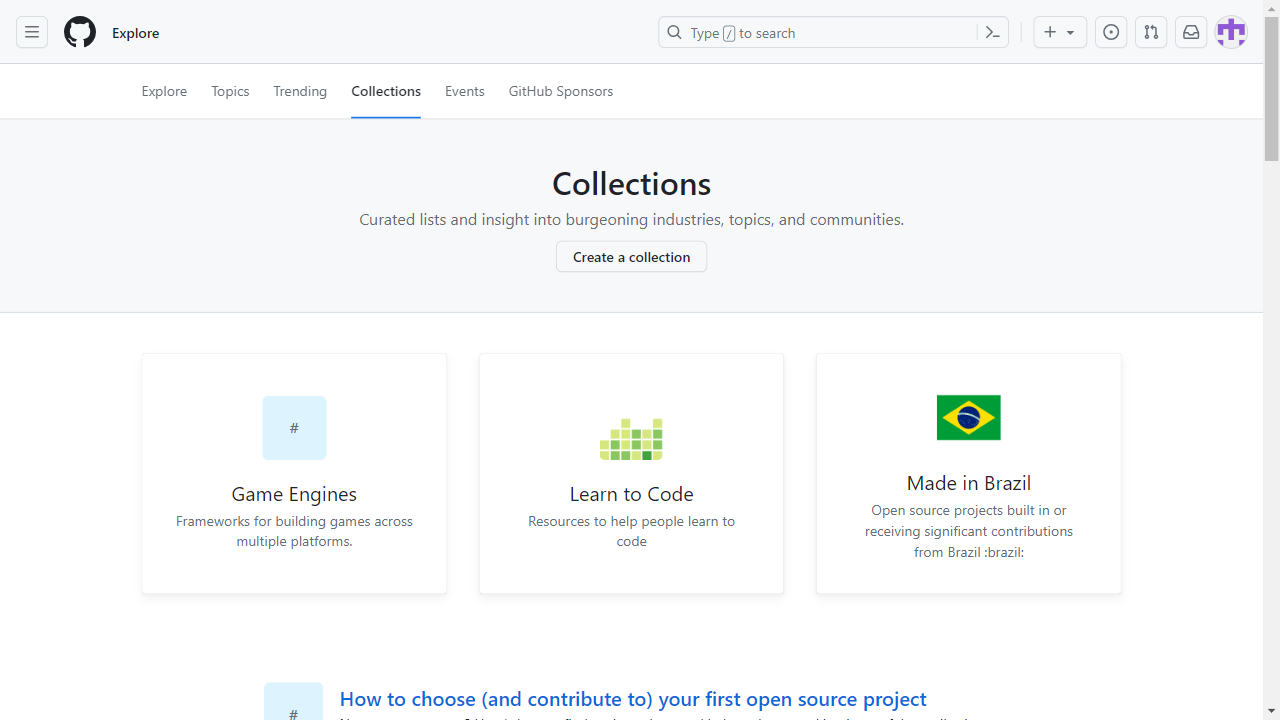 Explore
Type / to search
Explore
Topics
Trending
Collections
Events
GitHub Sponsors
Collections
Curated lists and insight into burgeoning industries, topics, and communities.
Create a collection
#
Game Engines
Frameworks for building games across
multiple platforms.
Learn to Code
Resources to help people learn to
code
Made in Brazil
Open source projects built in or
receiving significant contributions
from Brazil :brazil:
#
How to choose (and contribute to) your first open source project